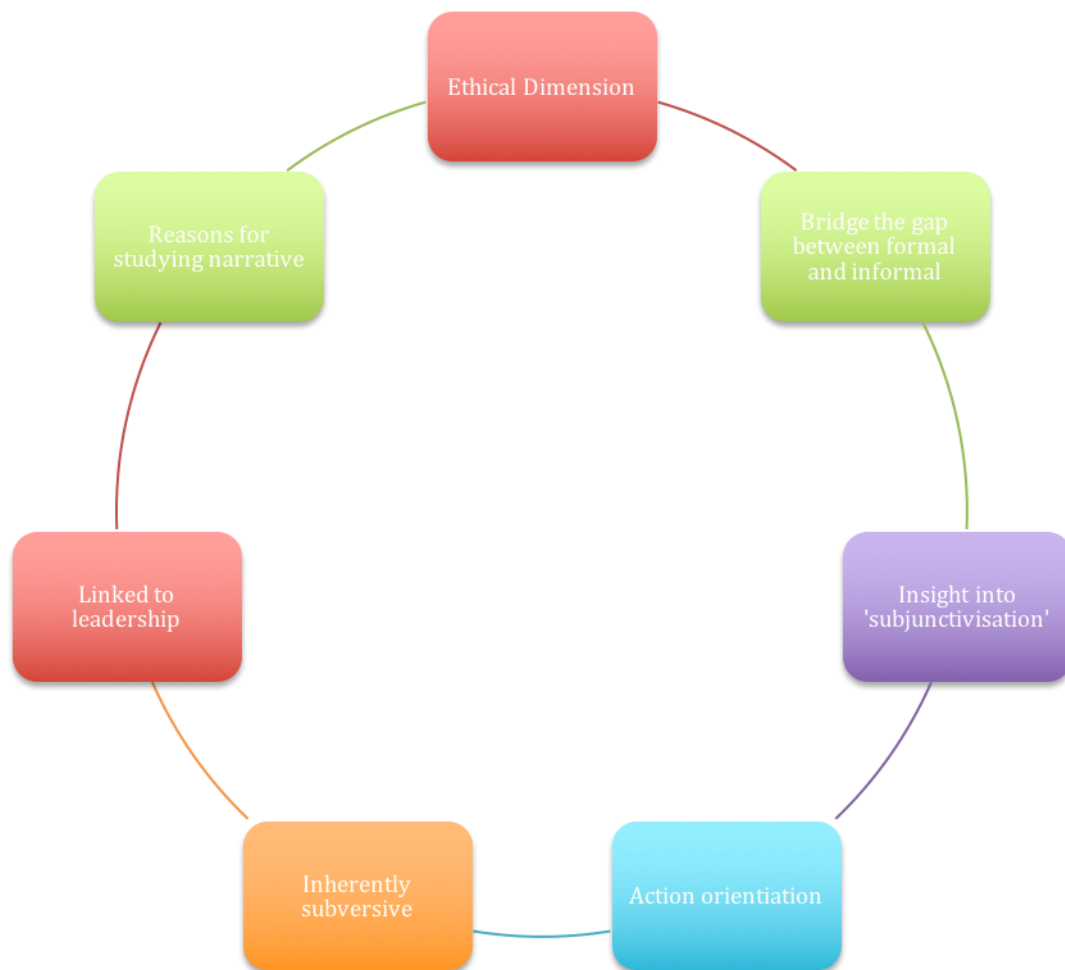 Ethical Dimension
Bridge the gap
between formal
and informal
Insight into
'subjunctivisation'
Action orientiation
Inherently
subversive
Linked to
leadership
Reasons for
studying narrative